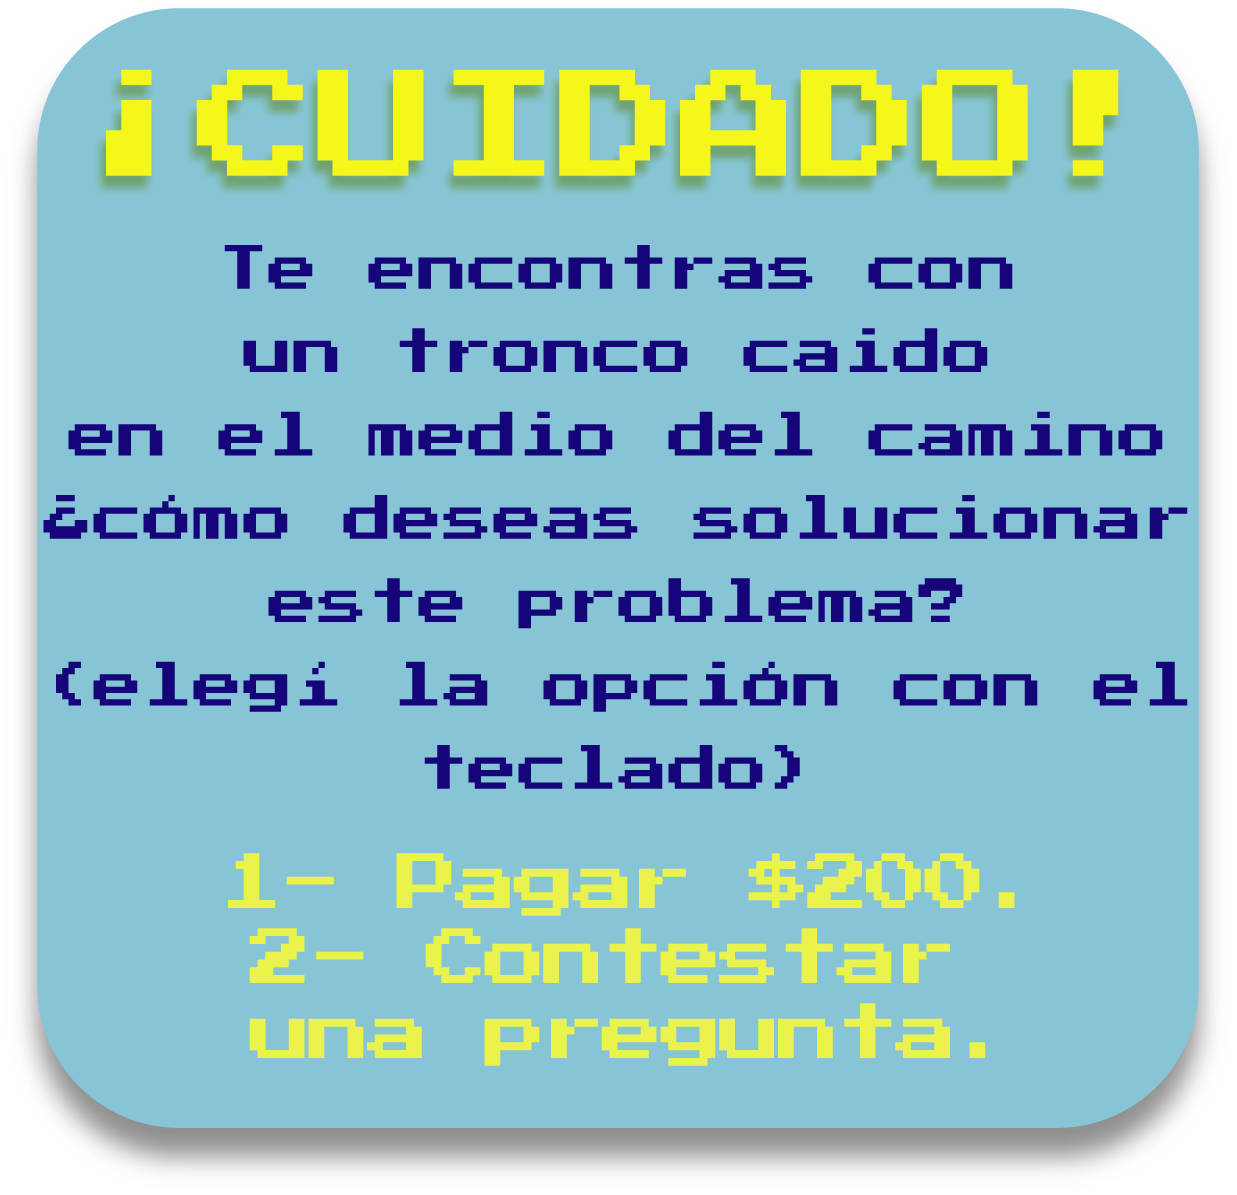 ¡CUIDADO!
Te encontras con
un tronco caido
en el medio del camino
¿cómo deseas solucionar
este problema?
(elegí la opción con el
teclado)
1- Pagar $200.
2- Contestar
una pregunta.